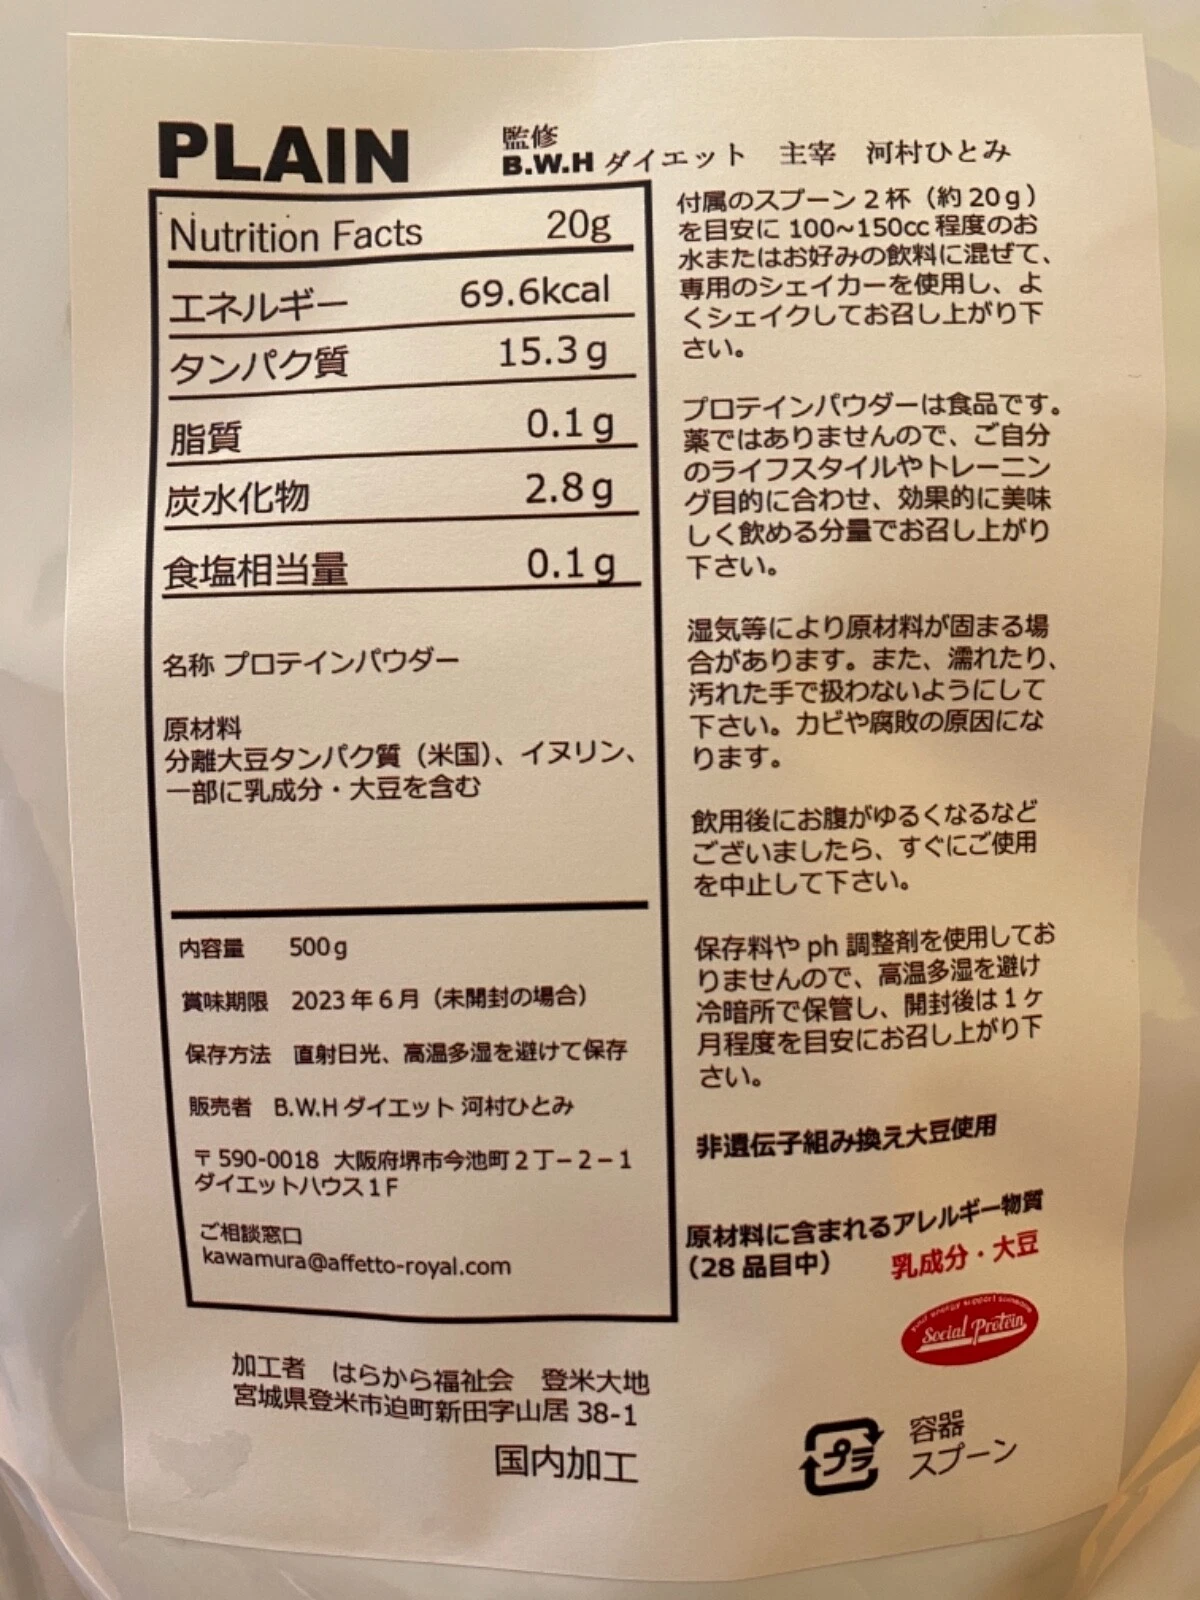 PLAIN
監修
B.W.H ダイエット 主宰 河村ひとみ
Nutrition Facts 20g
エネルギー 69.6kcal
タンパク質 15.3g
脂質 0.1g
炭水化物 2.8g
食塩相当量 0.1g
名称 プロテインパウダー
原材料
分離大豆タンパク質（米国）、イヌリン、
一部に乳成分・大豆を含む
内容量 500g
賞味期限 2023年6月（未開封の場合）
保存方法 直射日光、高温多湿を避けて保存
販売者 B.W.H ダイエット 河村ひとみ
〒590-0018 大阪府堺市今池町2丁－2－1
ダイエットハウス1F
ご相談窓口
kawamura@affetto-royal.com
付属のスプーン2杯（約20g）
を目安に 100~150cc 程度のお
水またはお好みの飲料に混ぜて、
専用のシェイカーを使用し、よ
くシェイクしてお召し上がり下
さい。
プロテインパウダーは食品です。
薬ではありませんので、ご自分
のライフスタイルやトレーニン
グ目的に合わせ、効果的に美味
しく飲める分量でお召し上がり
下さい。
湿気等により原材料が固まる場
合があります。また、濡れたり、
汚れた手で扱わないようにして
下さい。カビや腐敗の原因にな
ります。
飲用後にお腹がゆるくなるなど
ございましたら、すぐにご使用
を中止して下さい。
保存料や ph 調整剤を使用してお
りませんので、高温多湿を避け
冷暗所で保管し、開封後は1ヶ
月程度を目安にお召し上がり下
さい。
非遺伝子組み換え大豆使用
原材料に含まれるアレルギー物質
（28品目中） 乳成分・大豆
your energy support someone
Social Protein
加工者 はらから福祉会 登米大地
宮城県登米市迫町新田字山居 38-1
国内加工
プラ
容器
スプーン